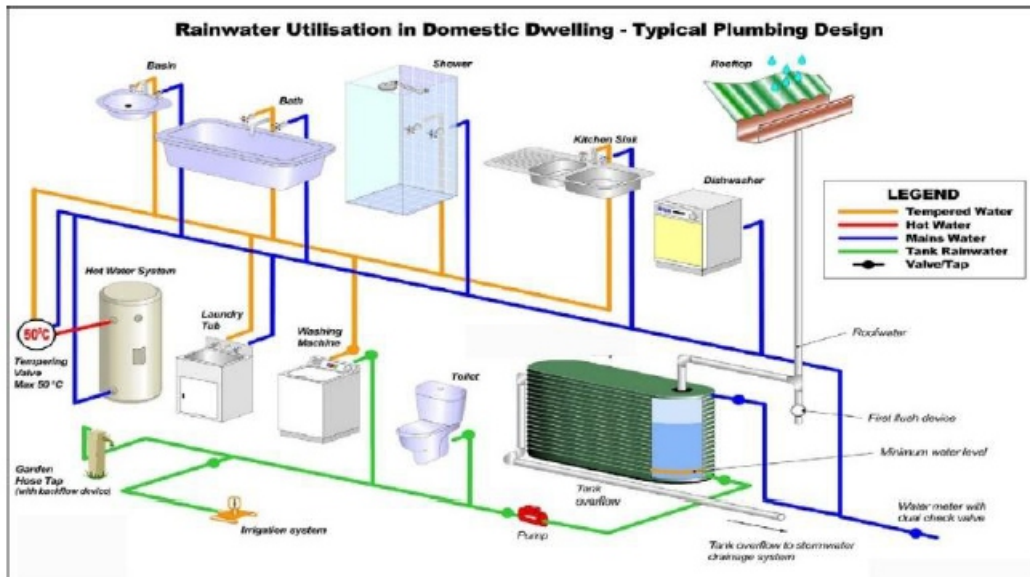 Rainwater Utilisation in Domestic Dwelling - Typical Plumbing Design
Basin
Bath
Shower
Rooftop
Kitchen Sink
Dishwasher
LEGEND
Tempered Water
Hot Water
Mains Water
Tank Rainwater
Valve/Tap
Hot Water System
50°C
Tempering
Valve
Max 50°C
Laundry
Tub
Washing
Machine
Toilet
Roofwater
First flush device
Minimum water level
Garden
Hose Tap
(with backflow device)
Irrigation system
Pump
Tank
overflow
Tank overflow to stormwater
drainage system
Water meter with
dual check valve